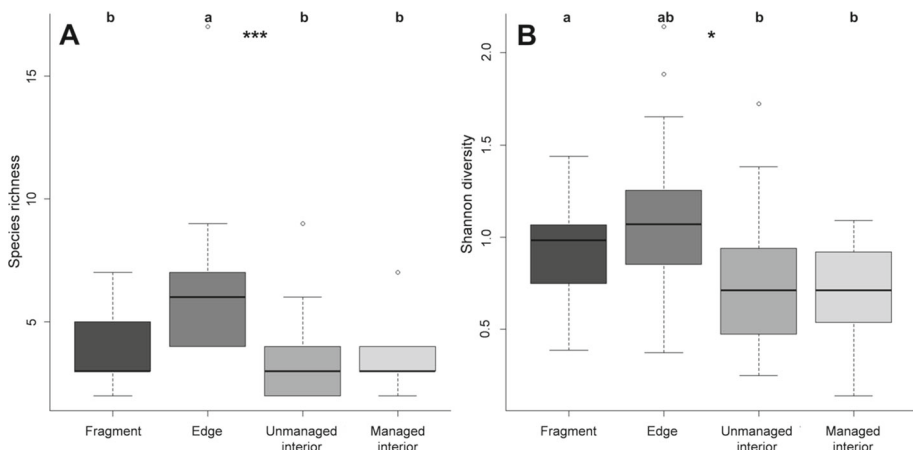 A
b
a
b
b
***
Species richness
15
10
5
Fragment
Edge
Unmanaged
interior
Managed
interior
B
a
ab
b
b
*
Shannon diversity
2.0
1.5
1.0
0.5
Fragment
Edge
Unmanaged
interior
Managed
interior